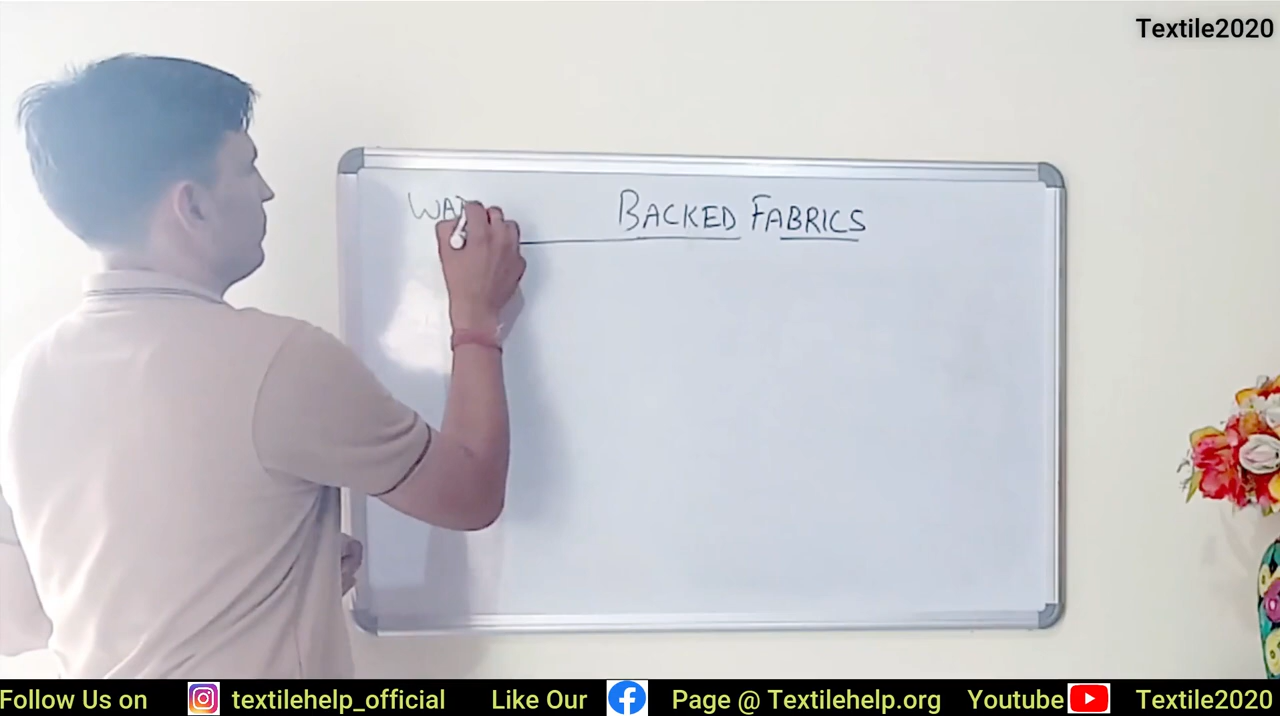 Textile2020
BACKED FABRICS
Follow Us on textilehelp_official Like Our Page @ Textilehelp.org Youtube Textile2020